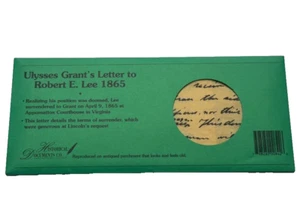 Ulysses Grant's Letter to
Robert E. Lee 1865
• Realizing his position was doomed, Lee
surrendered to Grant on April 9, 1865 at
Appomattox Courthouse in Virginia
• This letter details the terms of surrender, which
were generous at Lincoln's request
Reproduced on antiqued parchment that looks and feels old.